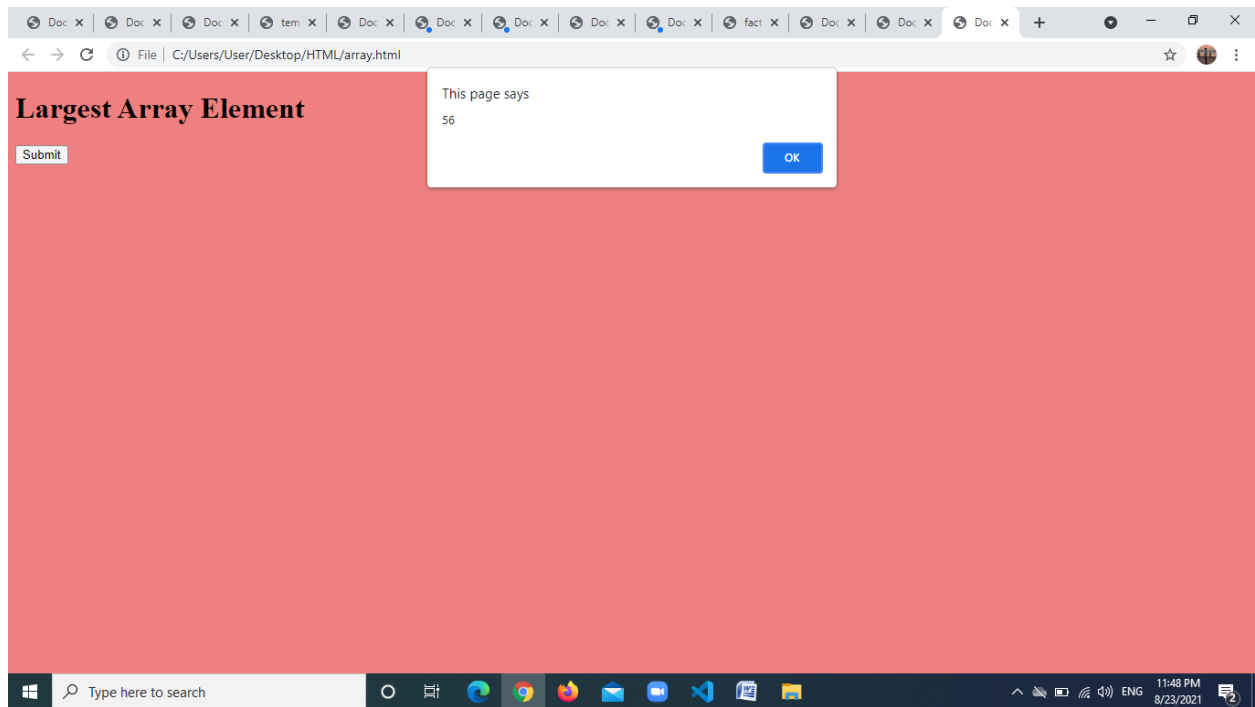 Doc Doc Doc tem Doc Doc Doc Doc Doc fact Doc Doc Doc
File C:/Users/User/Desktop/HTML/array.html
This page says
56
OK
Largest Array Element
Submit
Type here to search
ENG
11:48 PM
8/23/2021
2